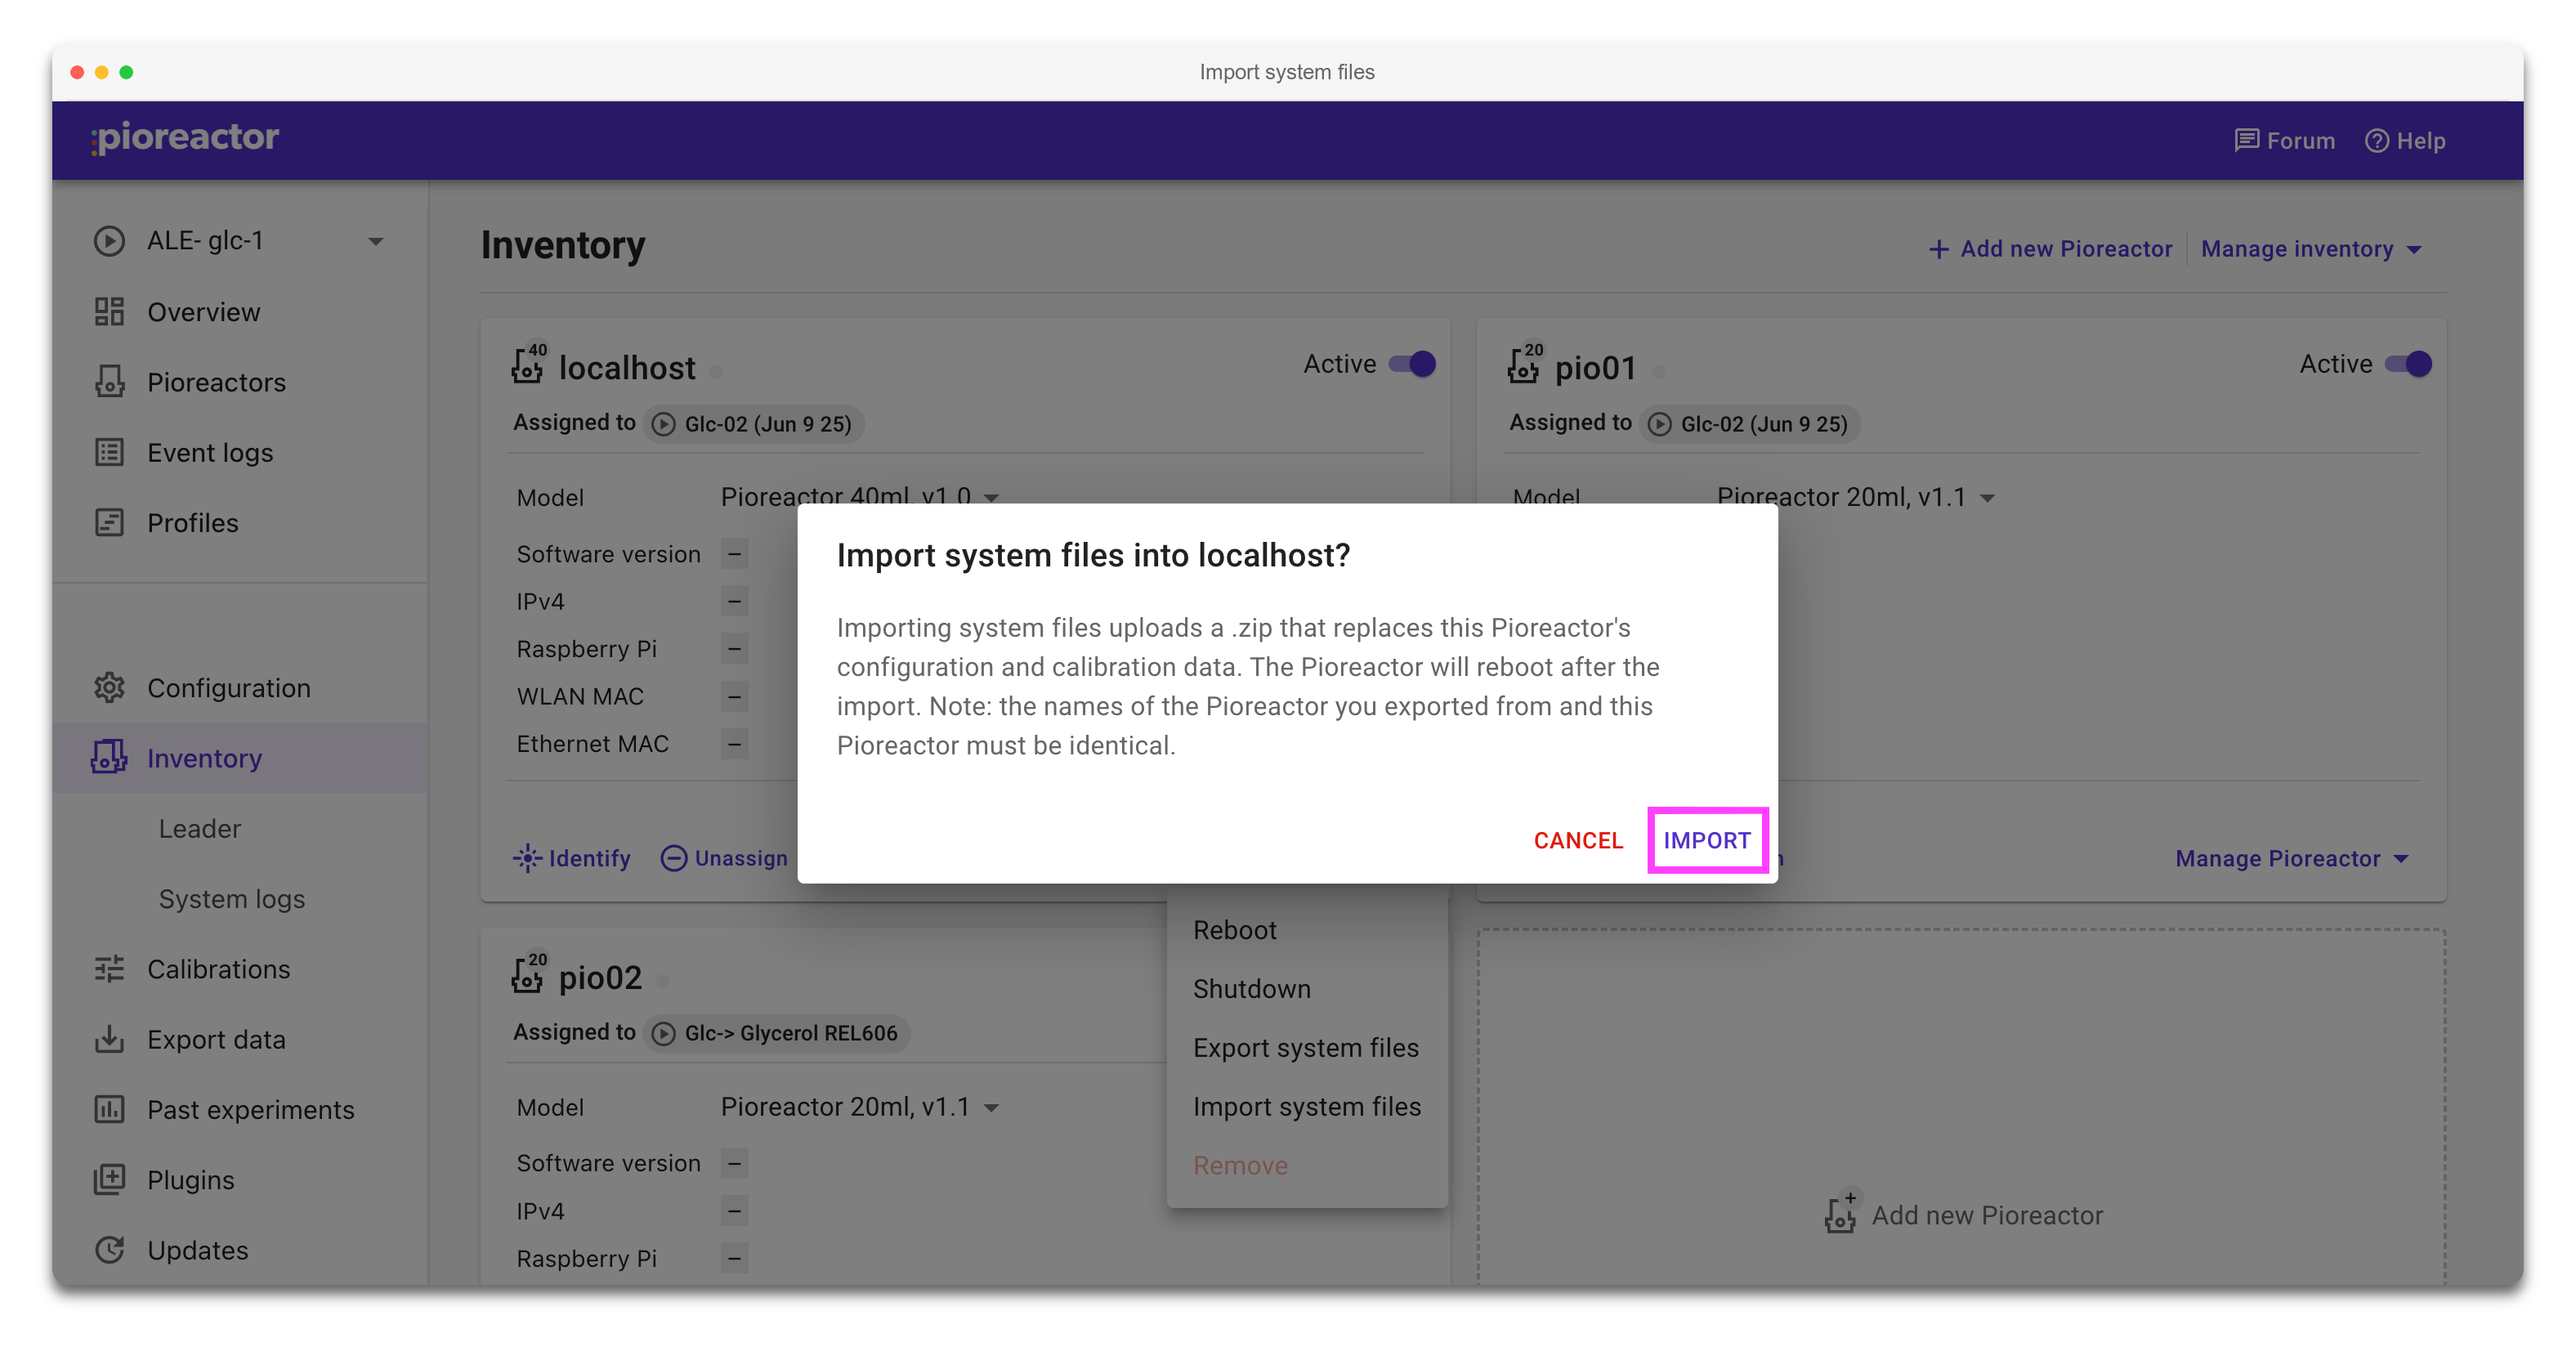 Import system files
pioreactor
Forum
Help
ALE- glc-1
Overview
Pioreactors
Event logs
Profiles
Configuration
Inventory
Leader
System logs
Calibrations
Export data
Past experiments
Plugins
Updates
Inventory
Add new Pioreactor
Manage inventory
40
localhost
Active
Assigned to Glc-02 (Jun 9 25)
Model Pioreactor 40ml, v1.0
Software version –
IPv4 –
Raspberry Pi –
WLAN MAC –
Ethernet MAC –
Identify
Unassign
20
pio01
Active
Assigned to Glc-02 (Jun 9 25)
Model Pioreactor 20ml, v1.1
Manage Pioreactor
Import system files into localhost?
Importing system files uploads a .zip that replaces this Pioreactor's
configuration and calibration data. The Pioreactor will reboot after the
import. Note: the names of the Pioreactor you exported from and this
Pioreactor must be identical.
CANCEL
IMPORT
Reboot
Shutdown
Export system files
Import system files
Remove
20
pio02
Assigned to Glc-> Glycerol REL606
Model Pioreactor 20ml, v1.1
Software version –
IPv4 –
Raspberry Pi –
Add new Pioreactor